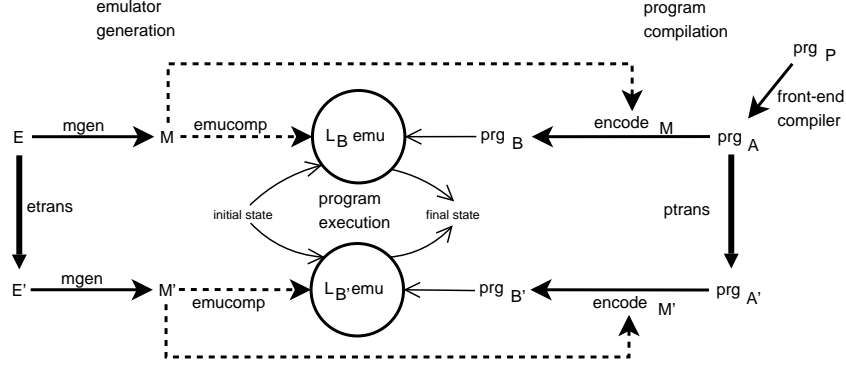 emulator
generation
program
compilation
prg P
front-end
compiler
E
mgen
M
emucomp
L B emu
prg B
encode M
prg A
etrans
initial state
program
execution
final state
ptrans
E'
mgen
M'
emucomp
L B' emu
prg B'
encode M'
prg A'